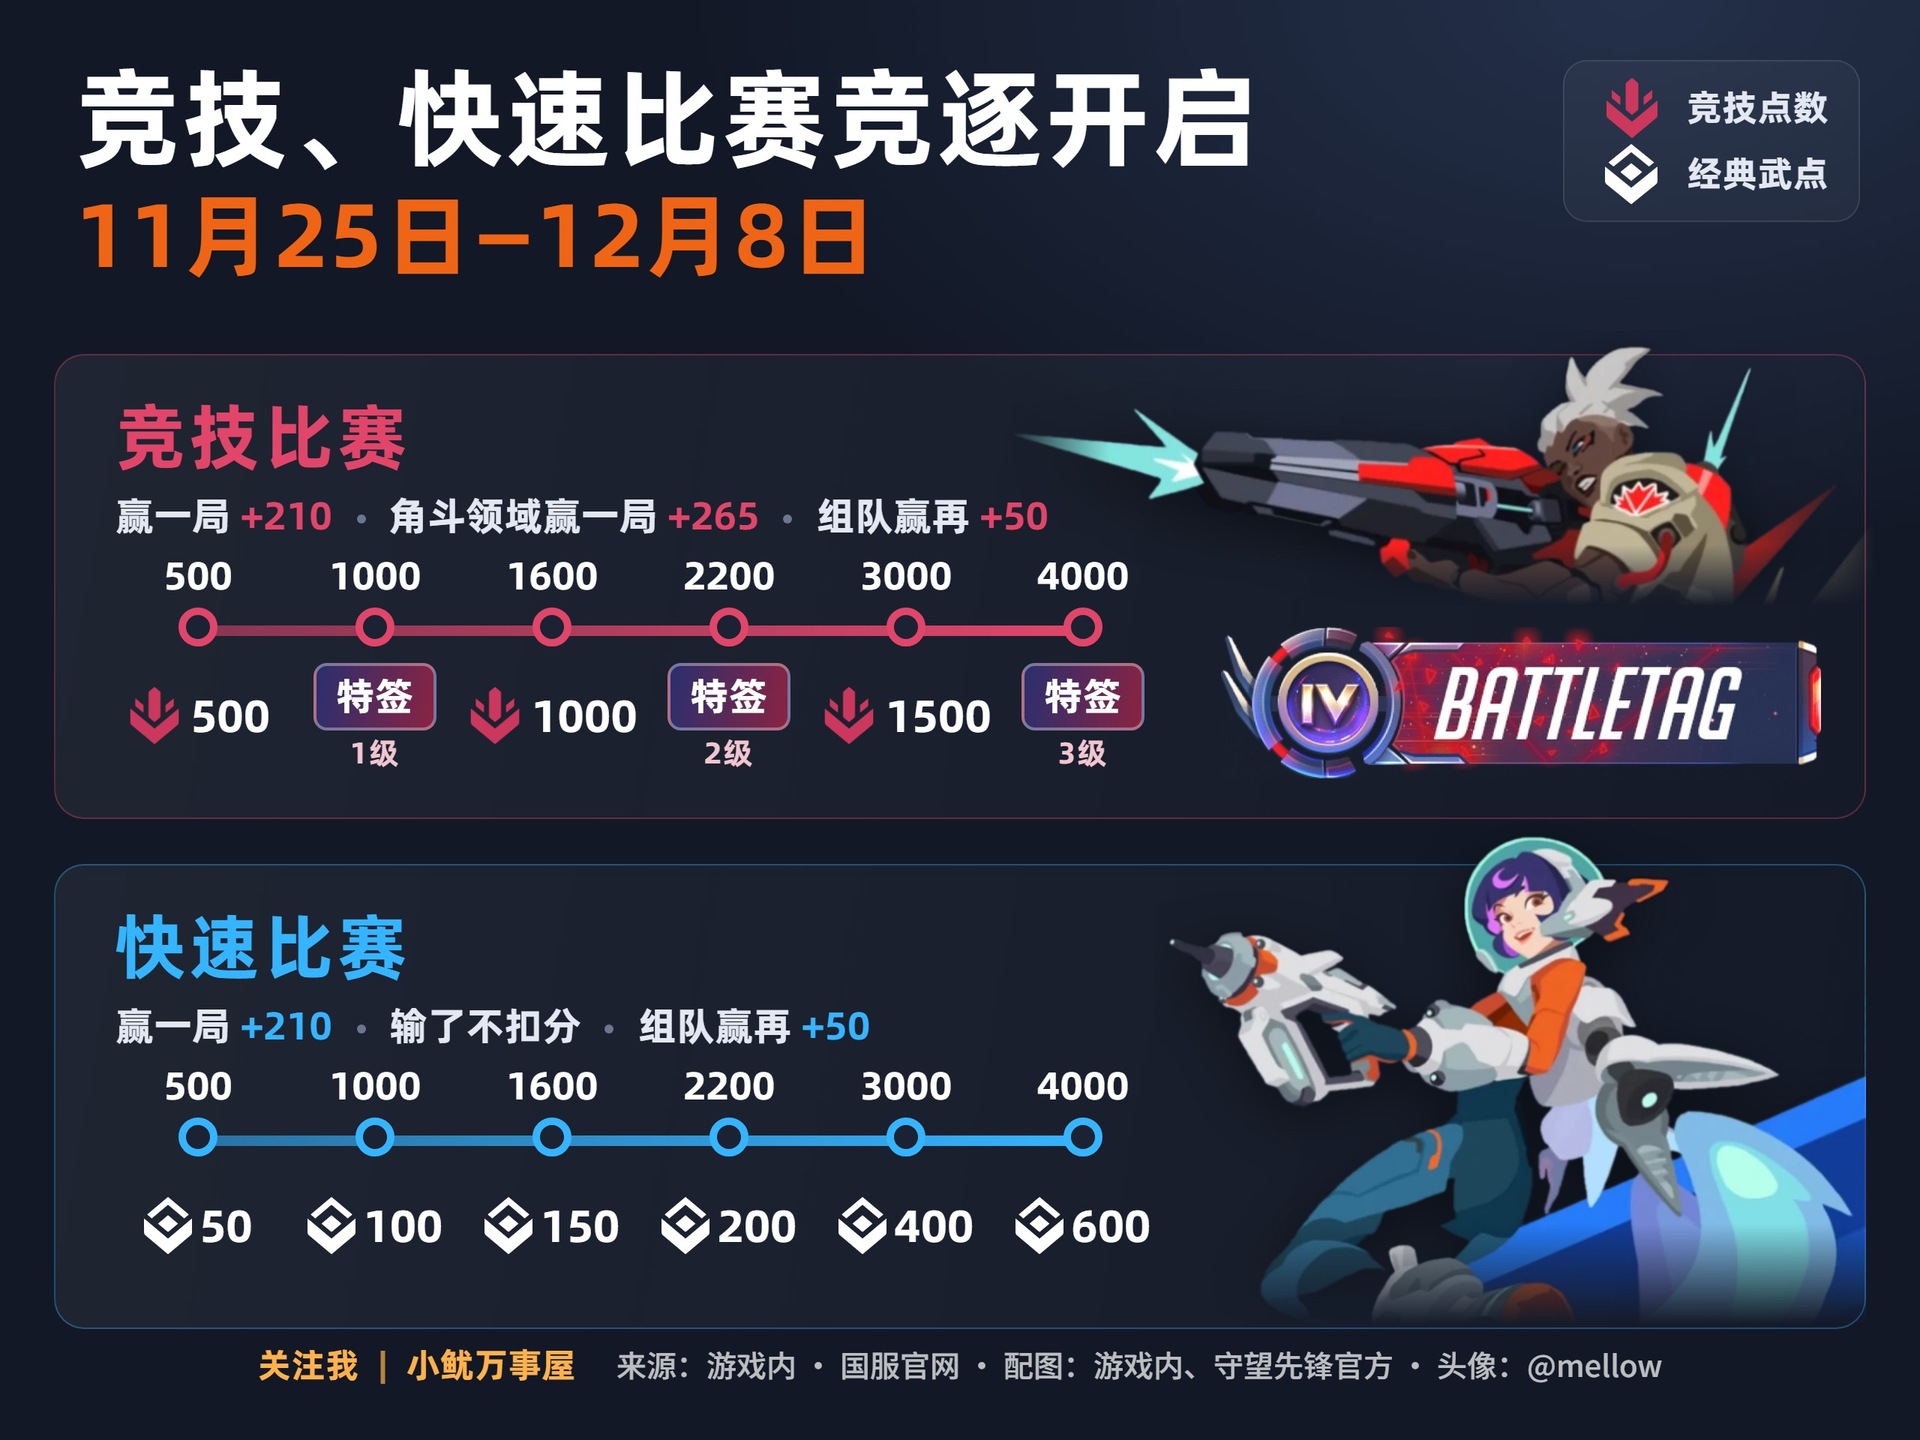 竞技、快速比赛竞逐开启
11月25日–12月8日
竞技点数
经典武点
竞技比赛
赢一局 +210 • 角斗领域赢一局 +265 • 组队赢再 +50
500 1000 1600 2200 3000 4000
500 特签 1000 特签 1500 特签
1级 2级 3级
IV BATTLETAG
快速比赛
赢一局 +210 • 输了不扣分 • 组队赢再 +50
500 1000 1600 2200 3000 4000
50 100 150 200 400 600
关注我 | 小鱿万事屋 来源：游戏内 • 国服官网 • 配图：游戏内、守望先锋官方 • 头像：@mellow